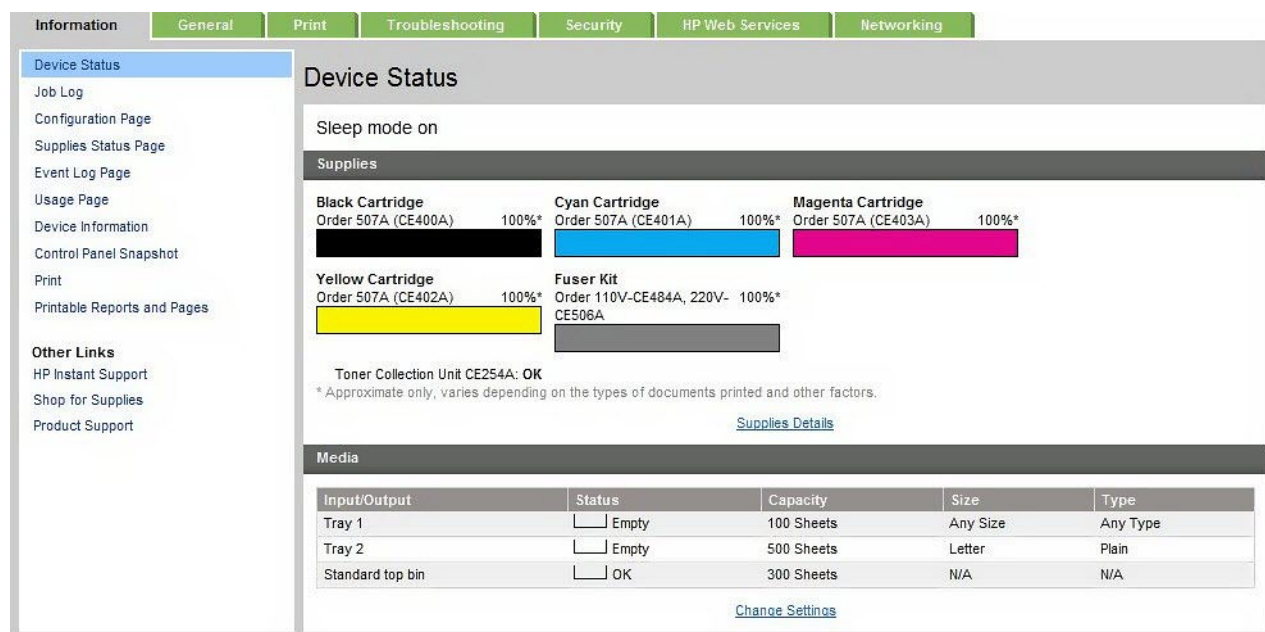 Information General Print Troubleshooting Security HP Web Services Networking
Device Status
Job Log
Configuration Page
Supplies Status Page
Event Log Page
Usage Page
Device Information
Control Panel Snapshot
Print
Printable Reports and Pages
Other Links
HP Instant Support
Shop for Supplies
Product Support
Device Status
Sleep mode on
Supplies
Black Cartridge Cyan Cartridge Magenta Cartridge
Order 507A (CE400A) 100%* Order 507A (CE401A) 100%* Order 507A (CE403A) 100%*
Yellow Cartridge Fuser Kit
Order 507A (CE402A) 100%* Order 110V-CE484A, 220V- 100%*
CE506A
Toner Collection Unit CE254A: OK
* Approximate only, varies depending on the types of documents printed and other factors.
Supplies Details
Media
Input/Output Status Capacity Size Type
Tray 1 Empty 100 Sheets Any Size Any Type
Tray 2 Empty 500 Sheets Letter Plain
Standard top bin OK 300 Sheets N/A N/A
Change Settings